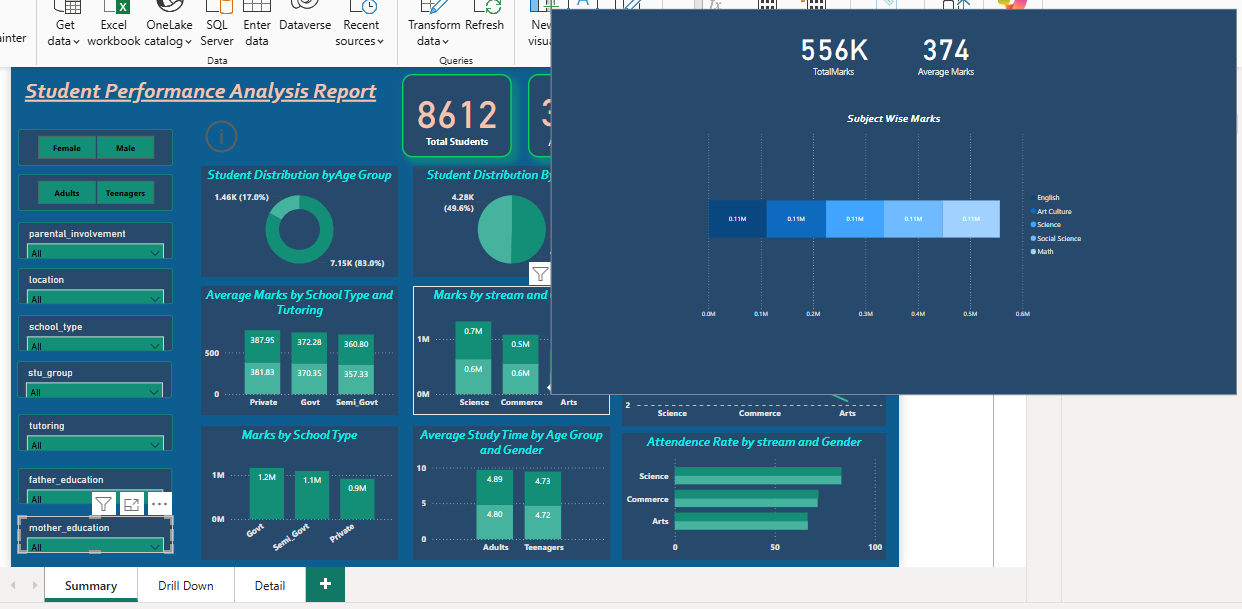 ainter
Get
data
Excel
workbook
OneLake
catalog
SQL
Server
Enter
data
Dataverse
Recent
sources
Transform
data
Refresh
New
visua
Data
Queries
Student Performance Analysis Report
8612
Total Students
3
Female
Male
Adults
Teenagers
parental_involvement
All
location
All
school_type
All
stu_group
All
tutoring
All
father_education
All
mother_education
All
Student Distribution byAge Group
1.46K (17.0%)
7.15K (83.0%)
Student Distribution By
4.28K
(49.6%)
Average Marks by School Type and
Tutoring
500
0
387.95
372.28
360.80
381.83
370.35
357.33
Private
Govt
Semi_Govt
Marks by stream and
1M
0M
0.7M
0.5M
0.6M
0.6M
Science
Commerce
Arts
2
Science
Commerce
Arts
Marks by School Type
1M
0M
1.2M
1.1M
0.9M
Govt
Semi_Govt
Private
Average Study Time by Age Group
and Gender
10
5
0
4.89
4.73
4.80
4.72
Adults
Teenagers
Attendence Rate by stream and Gender
Science
Commerce
Arts
0
50
100
556K
TotalMarks
374
Average Marks
Subject Wise Marks
0.11M
0.11M
0.11M
0.11M
0.11M
English
Art Culture
Science
Social Science
Math
0.0M
0.1M
0.2M
0.3M
0.4M
0.5M
0.6M
Summary
Drill Down
Detail